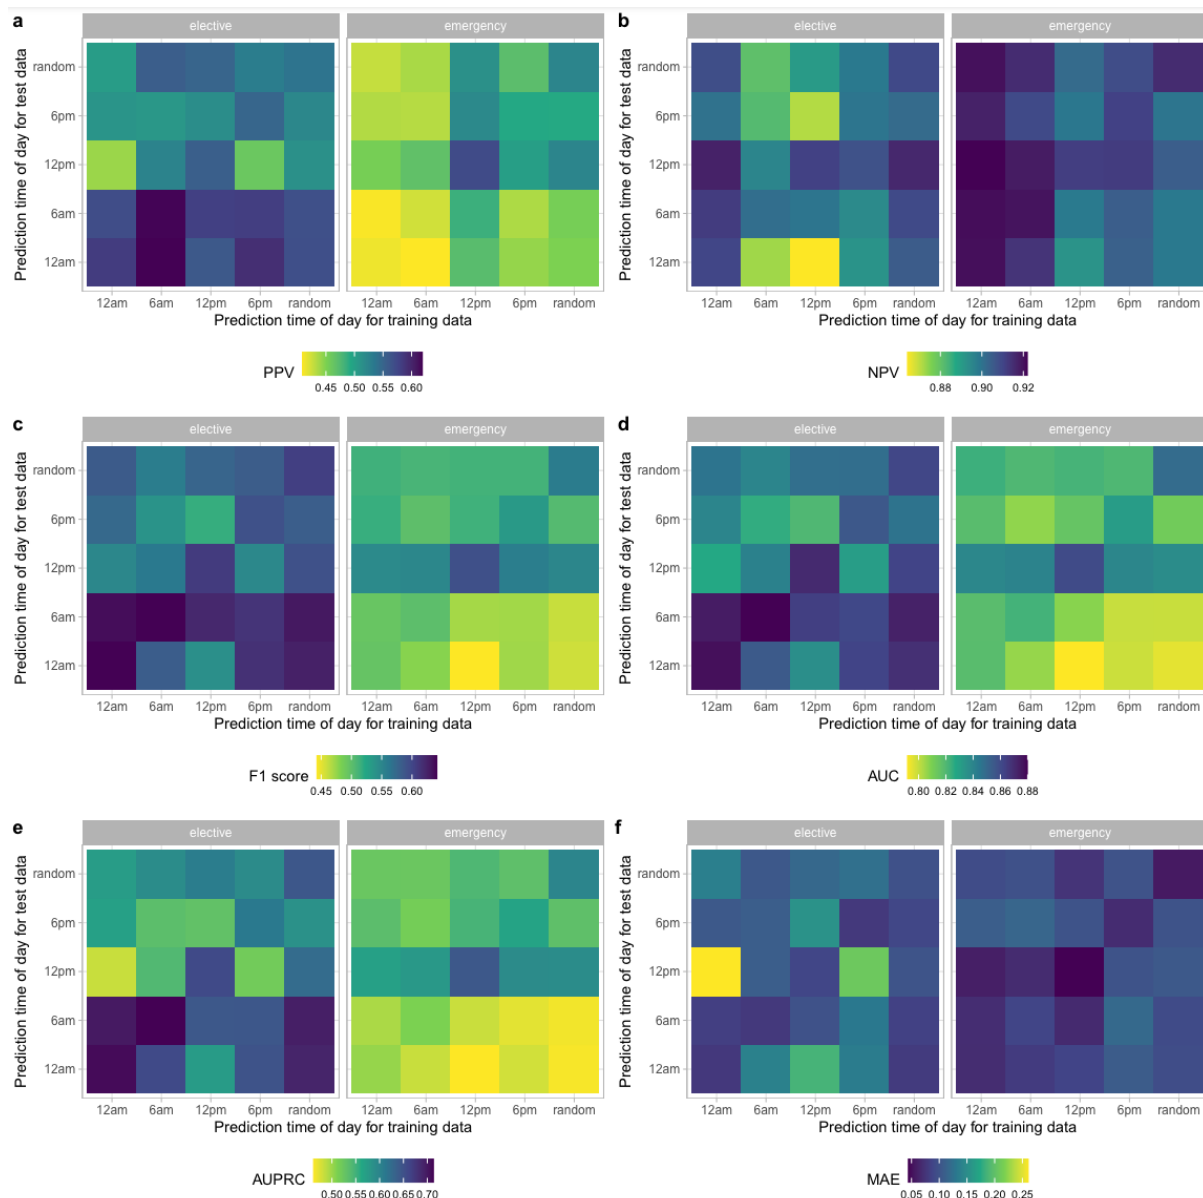 a
elective
emergency
Prediction time of day for test data
random
6pm
12pm
6am
12am
12am 6am 12pm 6pm random
12am 6am 12pm 6pm random
Prediction time of day for training data
PPV
0.45 0.50 0.55 0.60
b
Prediction time of day for test data
random
6pm
12pm
6am
12am
12am 6am 12pm 6pm random
12am 6am 12pm 6pm random
Prediction time of day for training data
NPV
0.88 0.90 0.92
c
elective
emergency
Prediction time of day for test data
random
6pm
12pm
6am
12am
12am 6am 12pm 6pm random
12am 6am 12pm 6pm random
Prediction time of day for training data
F1 score
0.45 0.50 0.55 0.60
d
elective
emergency
Prediction time of day for test data
random
6pm
12pm
6am
12am
12am 6am 12pm 6pm random
12am 6am 12pm 6pm random
Prediction time of day for training data
AUC
0.80 0.82 0.84 0.86 0.88
e
elective
emergency
Prediction time of day for test data
random
6pm
12pm
6am
12am
12am 6am 12pm 6pm random
12am 6am 12pm 6pm random
Prediction time of day for training data
AUPRC
0.50 0.55 0.60 0.65 0.70
f
elective
emergency
Prediction time of day for test data
random
6pm
12pm
6am
12am
12am 6am 12pm 6pm random
12am 6am 12pm 6pm random
Prediction time of day for training data
MAE
0.05 0.10 0.15 0.20 0.25